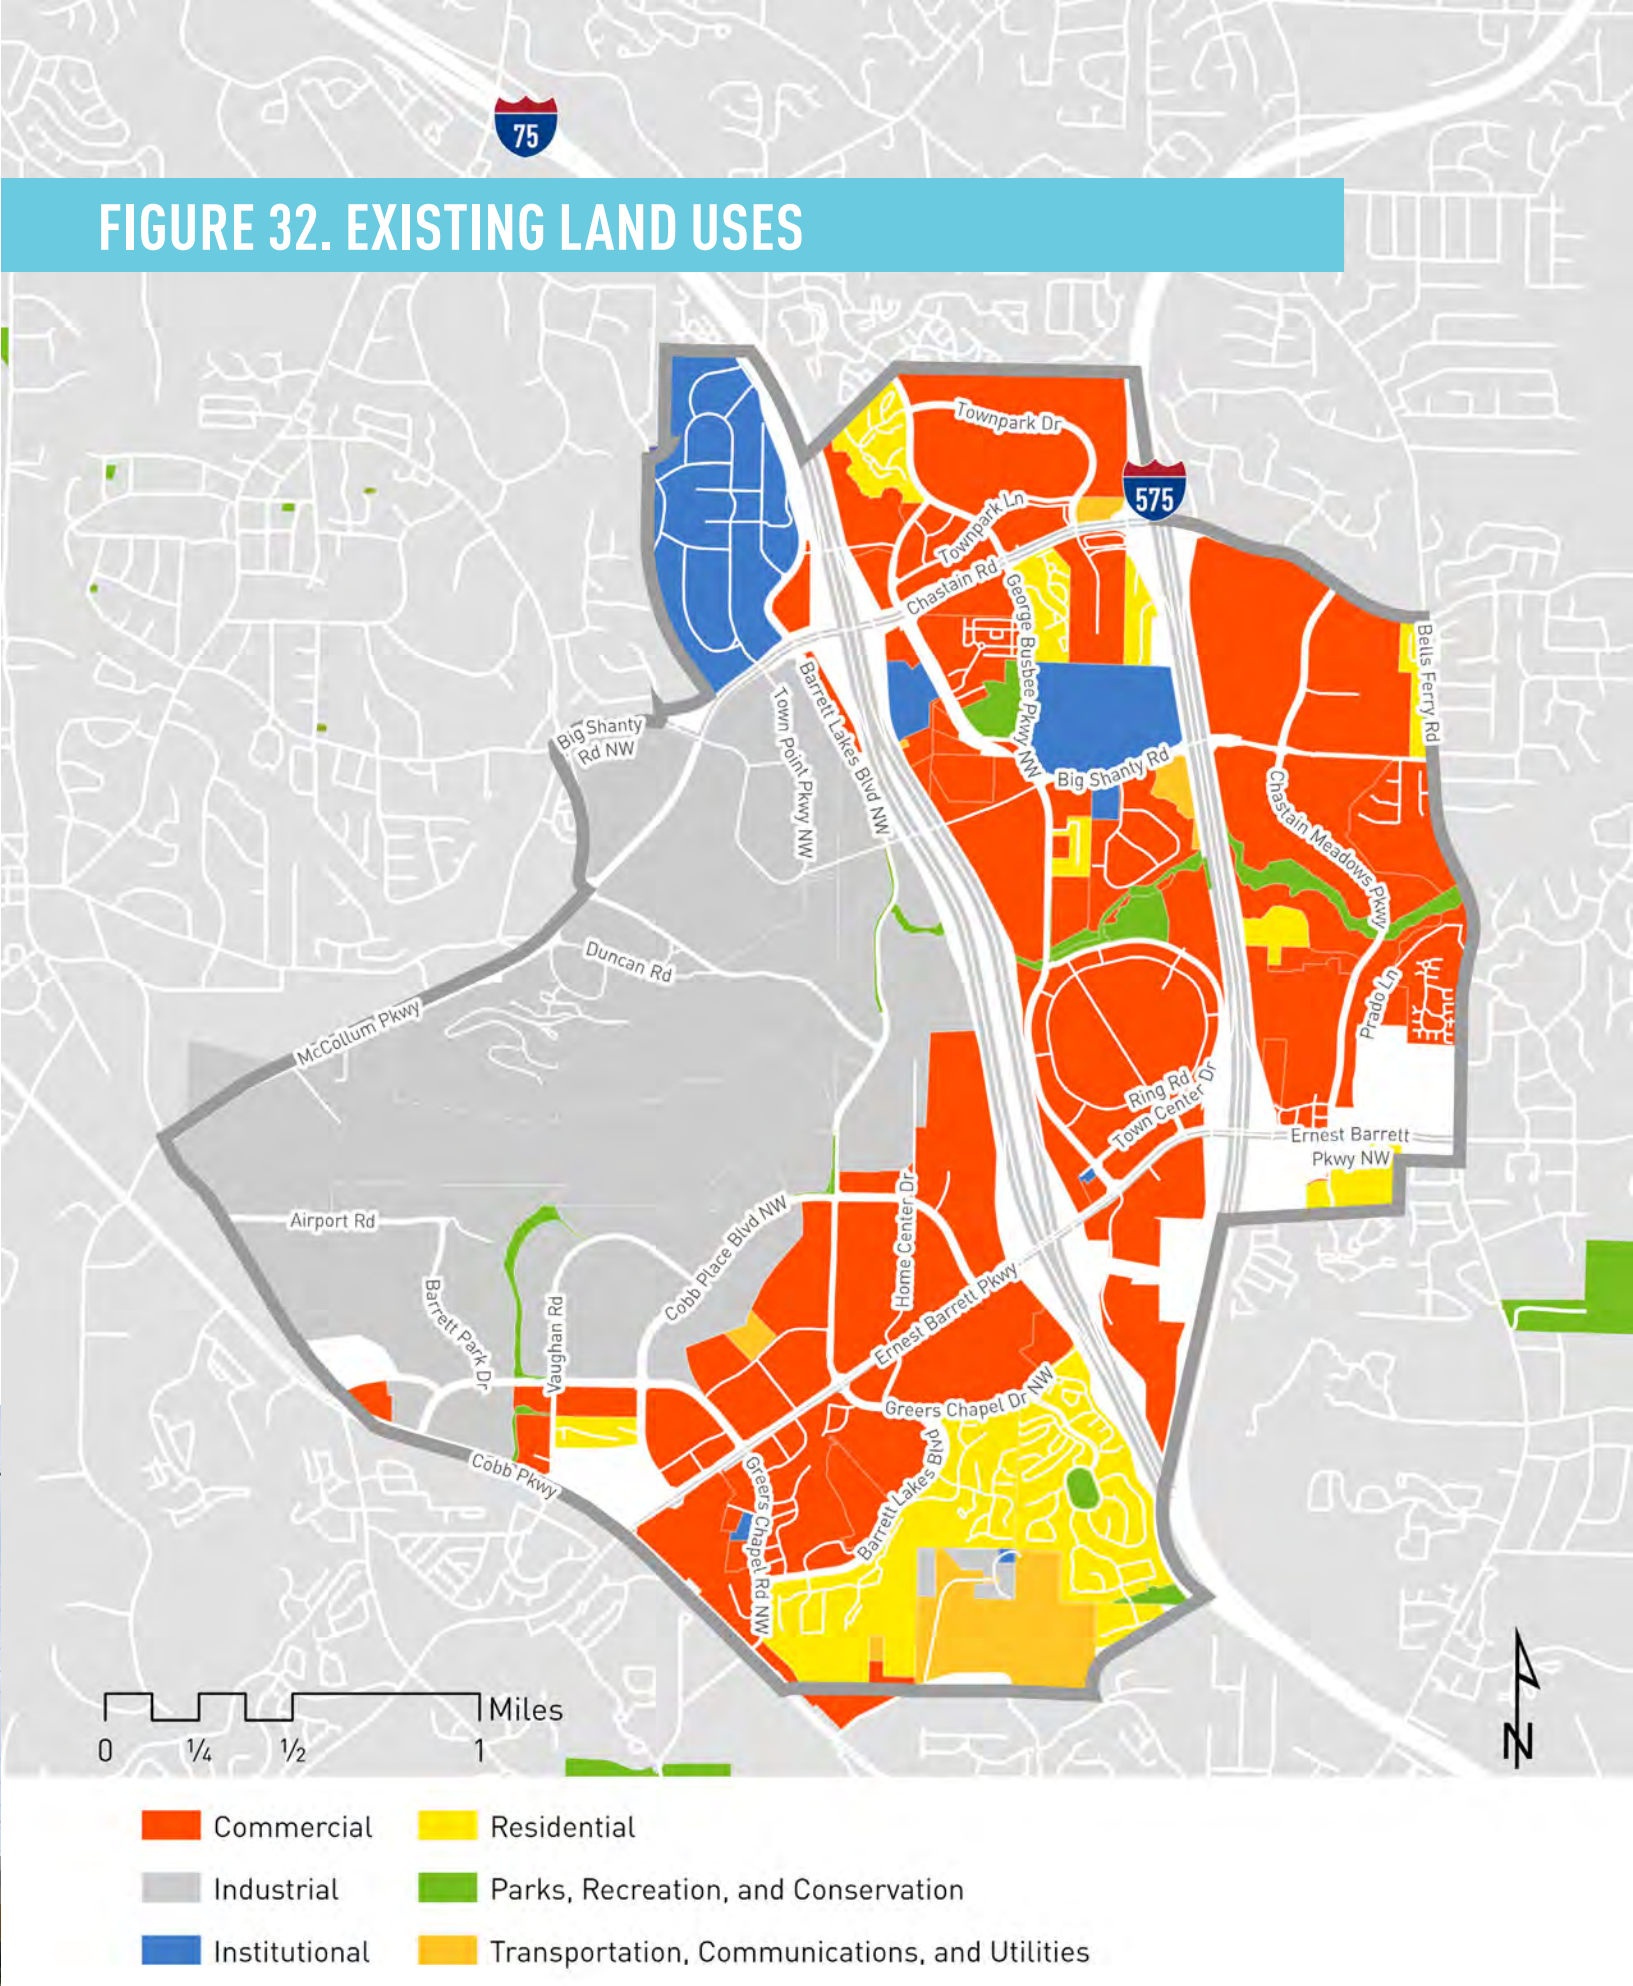 75
FIGURE 32. EXISTING LAND USES
Townpark Dr
575
Townpark Ln
Chastain Rd
George Busbee Pkwy NW
Bells Ferry Rd
Barrett Lakes Blvd NW
Town Point Pkwy NW
Big Shanty
Rd NW
Big Shanty Rd
Chastain Meadows Pkwy
Duncan Rd
McCollum Pkwy
Prado Ln
Ring Rd
Town Center Dr
Ernest Barrett
Pkwy NW
Airport Rd
Cobb Place Blvd NW
Home Center Dr
Barrett Park Dr
Vaughan Rd
Ernest Barrett Pkwy
Greers Chapel Dr NW
Barrett Lakes Blvd
Cobb Pkwy
Greers Chapel Rd NW
Miles
0 1/4 1/2 1
N
Commercial
Residential
Industrial
Parks, Recreation, and Conservation
Institutional
Transportation, Communications, and Utilities